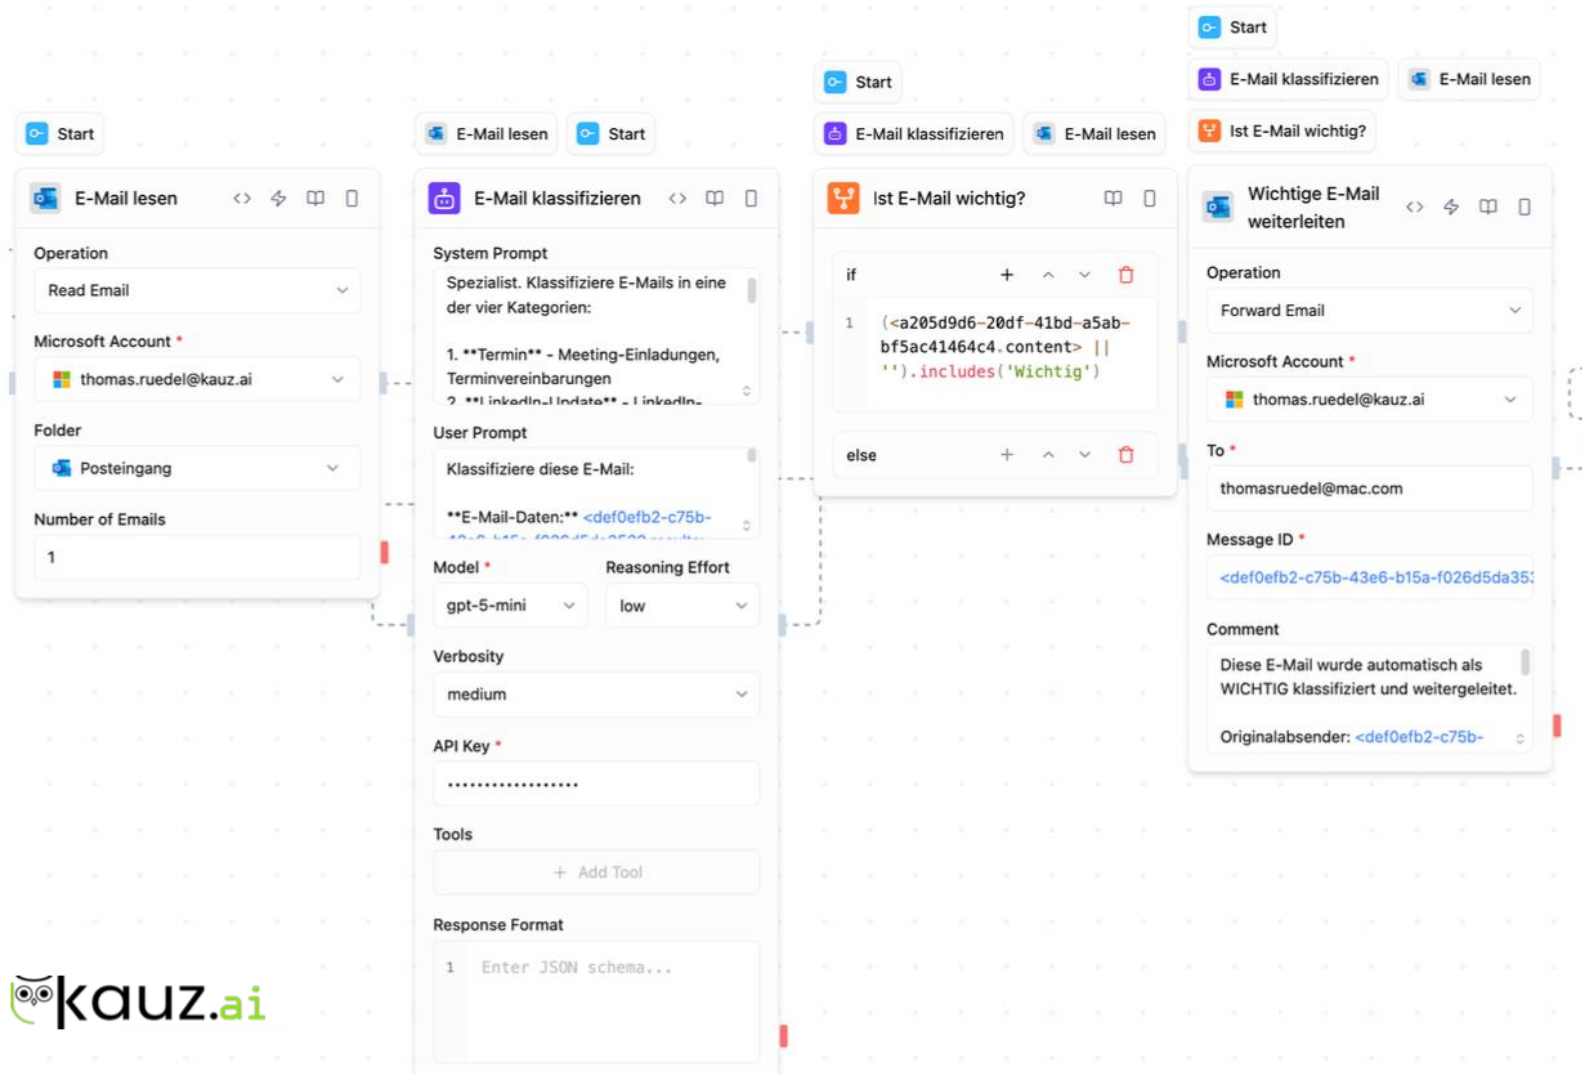 Start
E-Mail lesen
Operation
Read Email
Microsoft Account *
thomas.ruedel@kauz.ai
Folder
Posteingang
Number of Emails
1
E-Mail lesen
Start
E-Mail klassifizieren
System Prompt
Spezialist. Klassifiziere E-Mails in eine
der vier Kategorien:
1. **Termin** - Meeting-Einladungen,
Terminvereinbarungen
2. **LinkedIn-Update** - LinkedIn-
User Prompt
Klassifiziere diese E-Mail:
**E-Mail-Daten:** <def0efb2-c75b-
Model *
Reasoning Effort
gpt-5-mini
low
Verbosity
medium
API Key *
••••••••••••••••••
Tools
+ Add Tool
Response Format
1 Enter JSON schema...
Start
E-Mail klassifizieren
E-Mail lesen
Ist E-Mail wichtig?
if
1 (<a205d9d6-20df-41bd-a5ab-
bf5ac41464c4.content> ||
'').includes('Wichtig')
else
Start
E-Mail klassifizieren
E-Mail lesen
Ist E-Mail wichtig?
Wichtige E-Mail
weiterleiten
Operation
Forward Email
Microsoft Account *
thomas.ruedel@kauz.ai
To *
thomasruedel@mac.com
Message ID *
<def0efb2-c75b-43e6-b15a-f026d5da353
Comment
Diese E-Mail wurde automatisch als
WICHTIG klassifiziert und weitergeleitet.
Originalabsender: <def0efb2-c75b-
kauz.ai